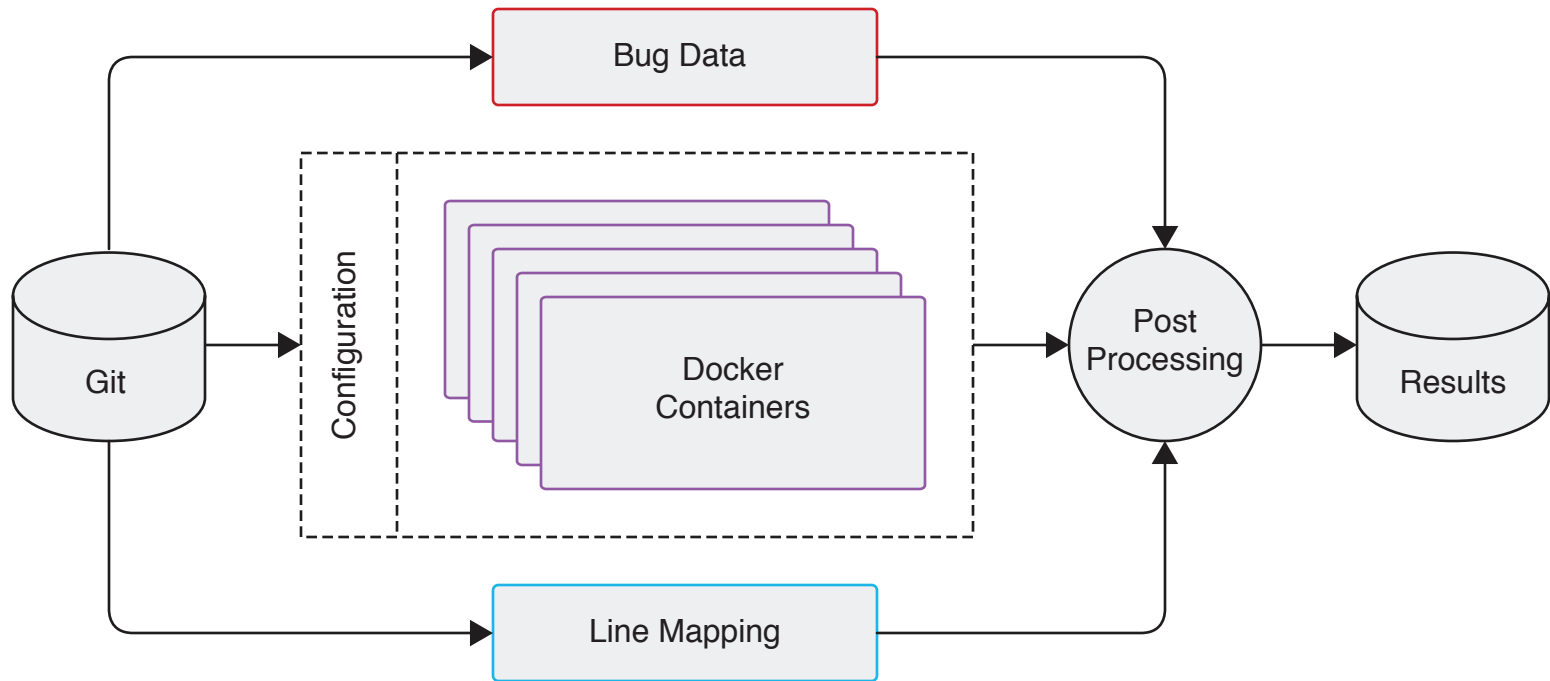 Bug Data
Configuration
Docker
Containers
Git
Post
Processing
Results
Line Mapping